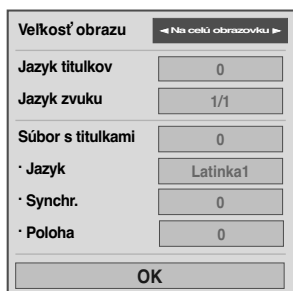 Veľkosť obrazu ◄ Na celú obrazovku ►
Jazyk titulkov 0
Jazyk zvuku 1/1
Súbor s titulkami 0
· Jazyk Latinka1
· Synchr. 0
· Poloha 0
OK